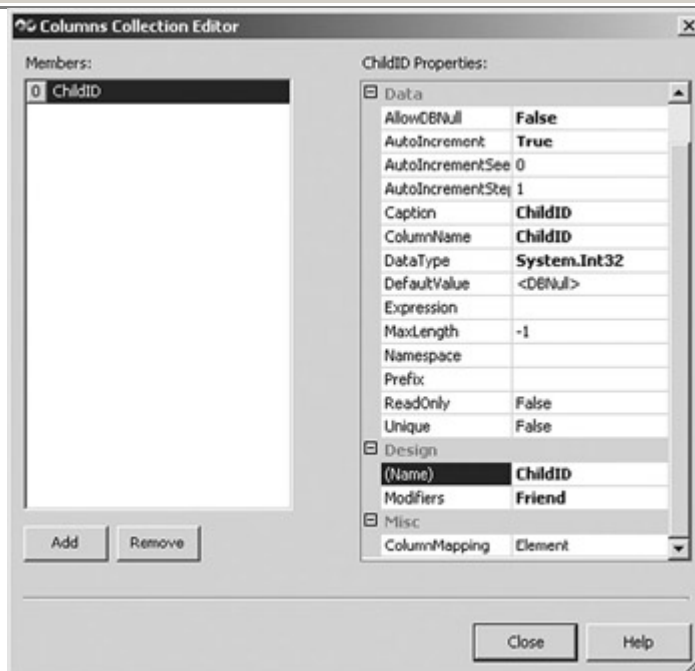 Columns Collection Editor
Members:
0 ChildID
Add
Remove
ChildID Properties:
Data
AllowDBNull False
AutoIncrement True
AutoIncrementSee 0
AutoIncrementStep 1
Caption ChildID
ColumnName ChildID
DataType System.Int32
DefaultValue <DBNull>
Expression
MaxLength -1
Namespace
Prefix
ReadOnly False
Unique False
Design
(Name) ChildID
Modifiers Friend
Misc
ColumnMapping Element
Close
Help